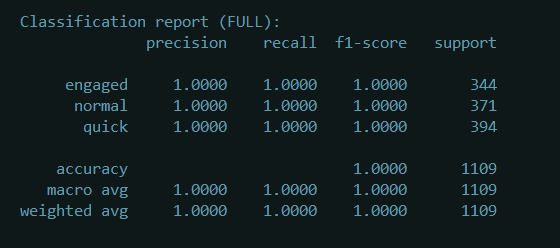 Classification report (FULL):
precision recall f1-score support
engaged 1.0000 1.0000 1.0000 344
normal 1.0000 1.0000 1.0000 371
quick 1.0000 1.0000 1.0000 394
accuracy 1.0000 1109
macro avg 1.0000 1.0000 1.0000 1109
weighted avg 1.0000 1.0000 1.0000 1109